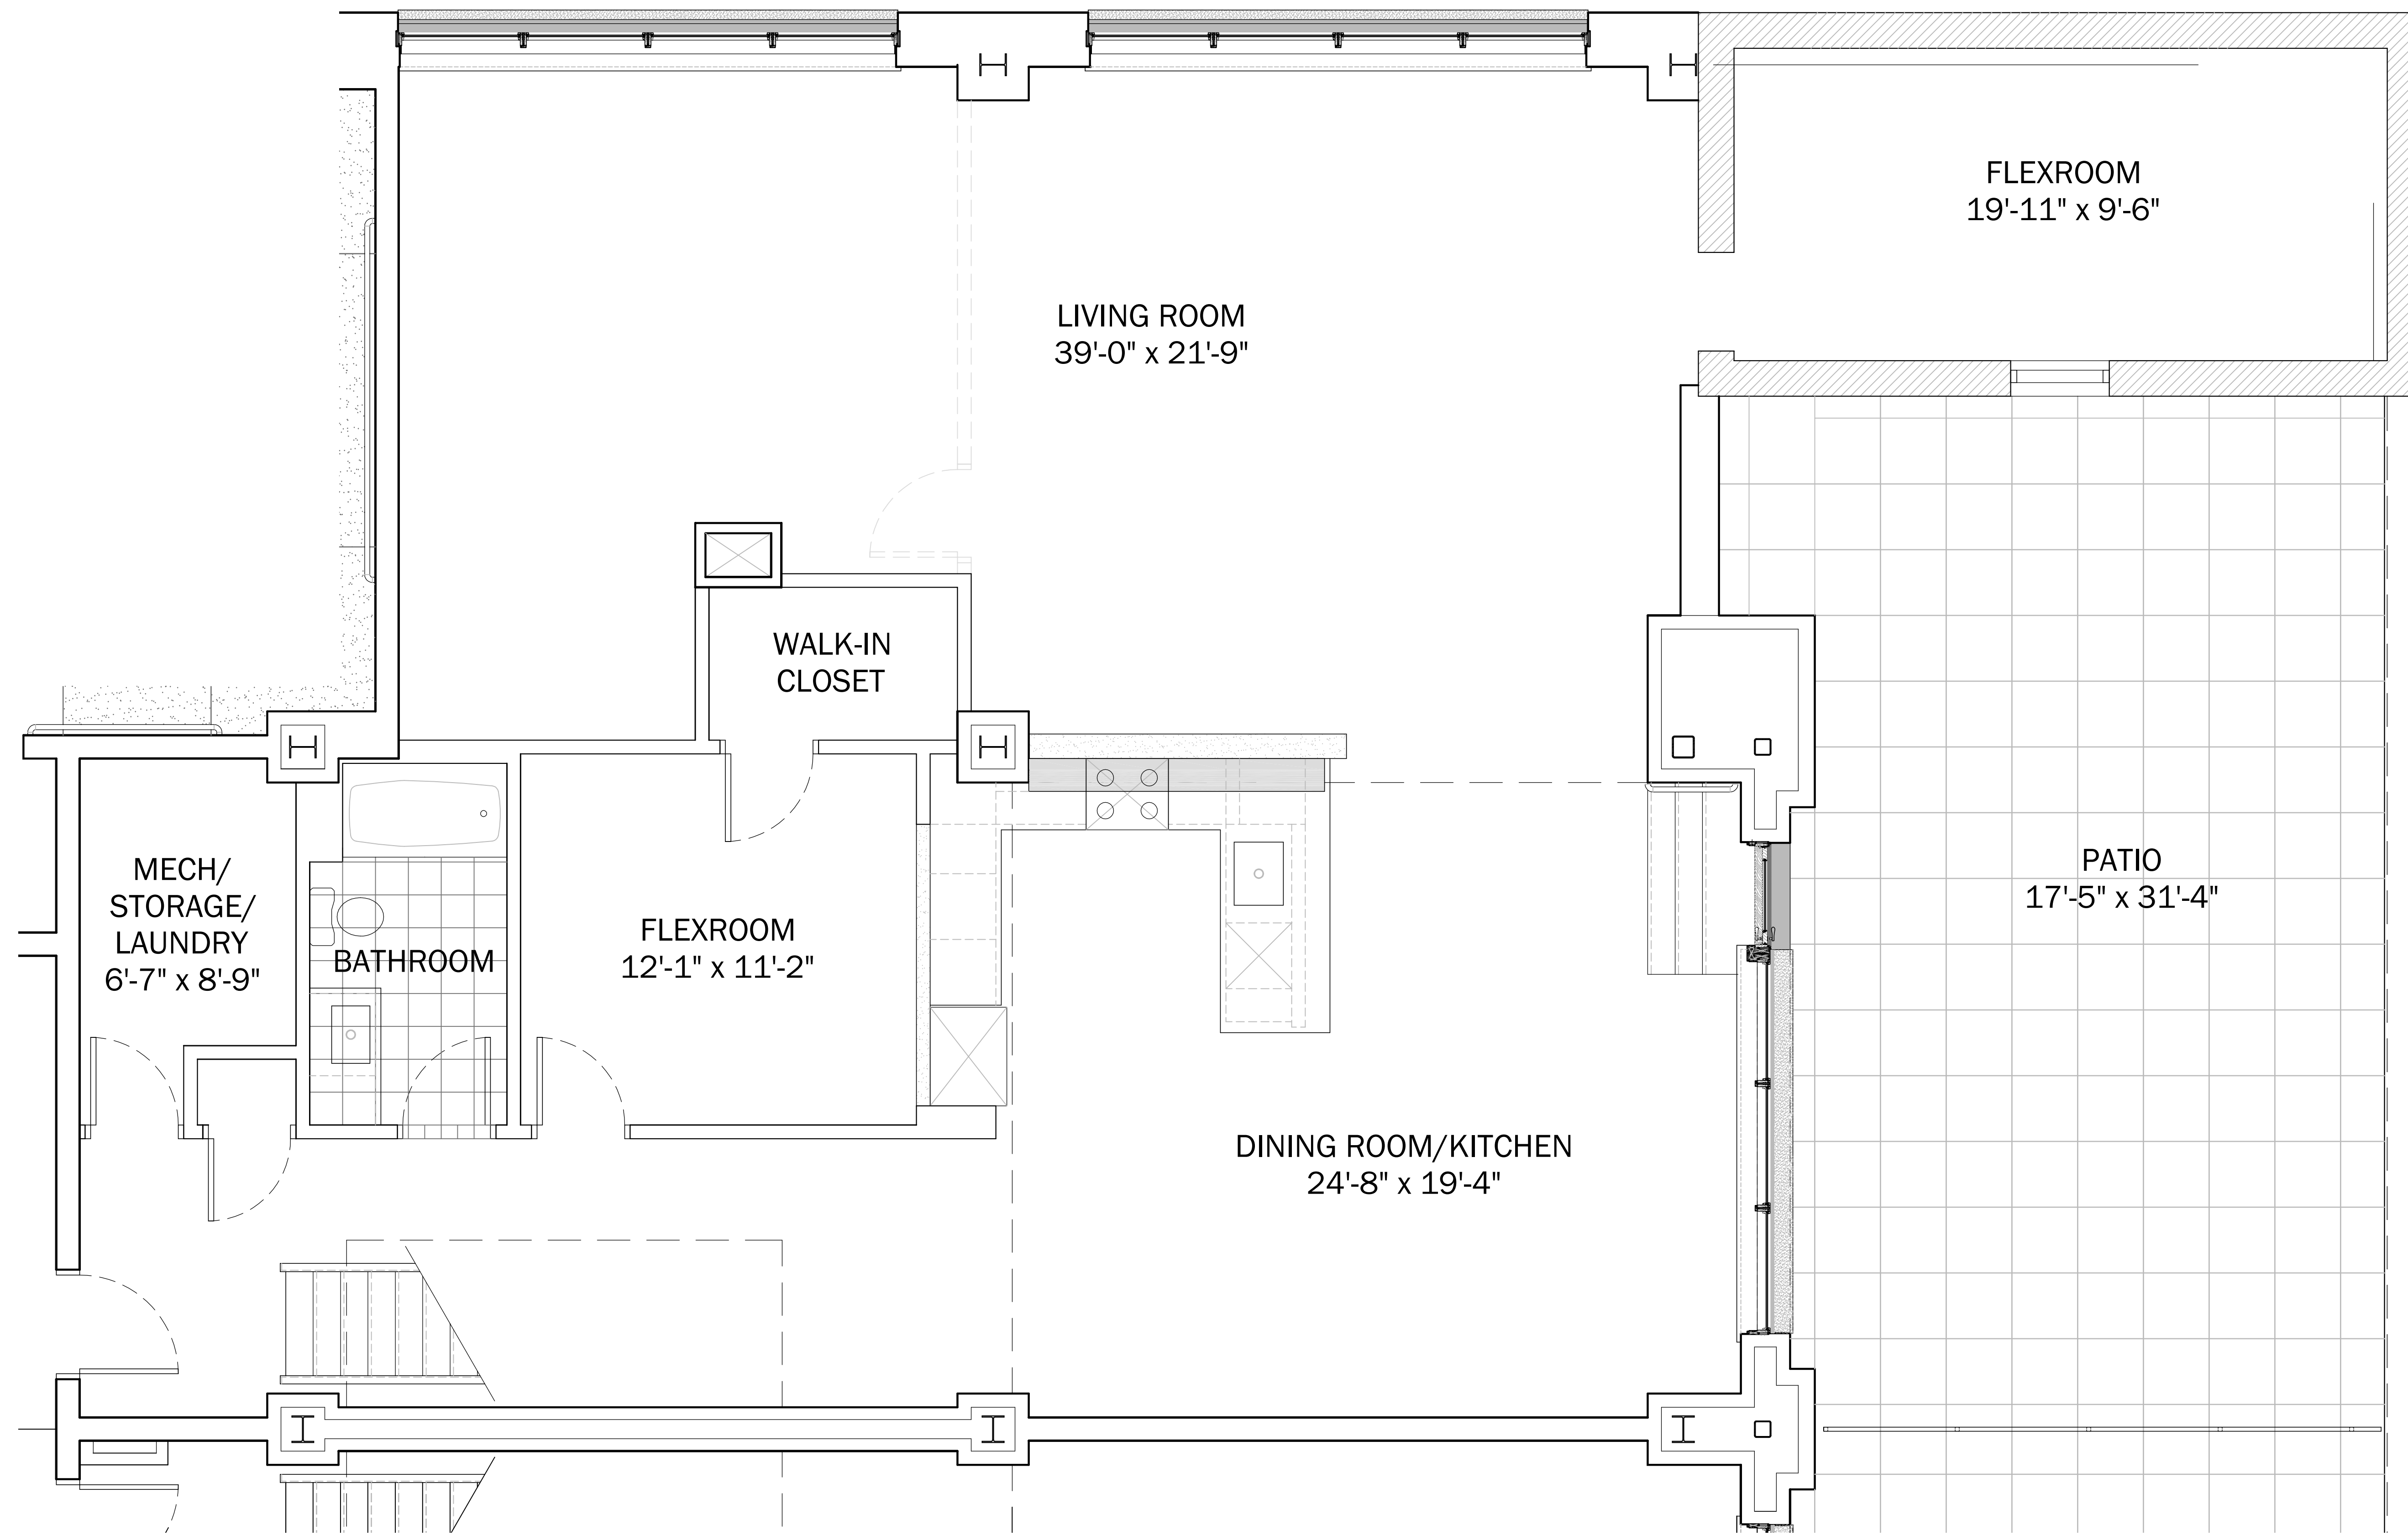 FLEXROOM
19'-11" x 9'-6"
LIVING ROOM
39'-0" x 21'-9"
WALK-IN
CLOSET
MECH/
STORAGE/
LAUNDRY
6'-7" x 8'-9"
BATHROOM
FLEXROOM
12'-1" x 11'-2"
PATIO
17'-5" x 31'-4"
DINING ROOM/KITCHEN
24'-8" x 19'-4"